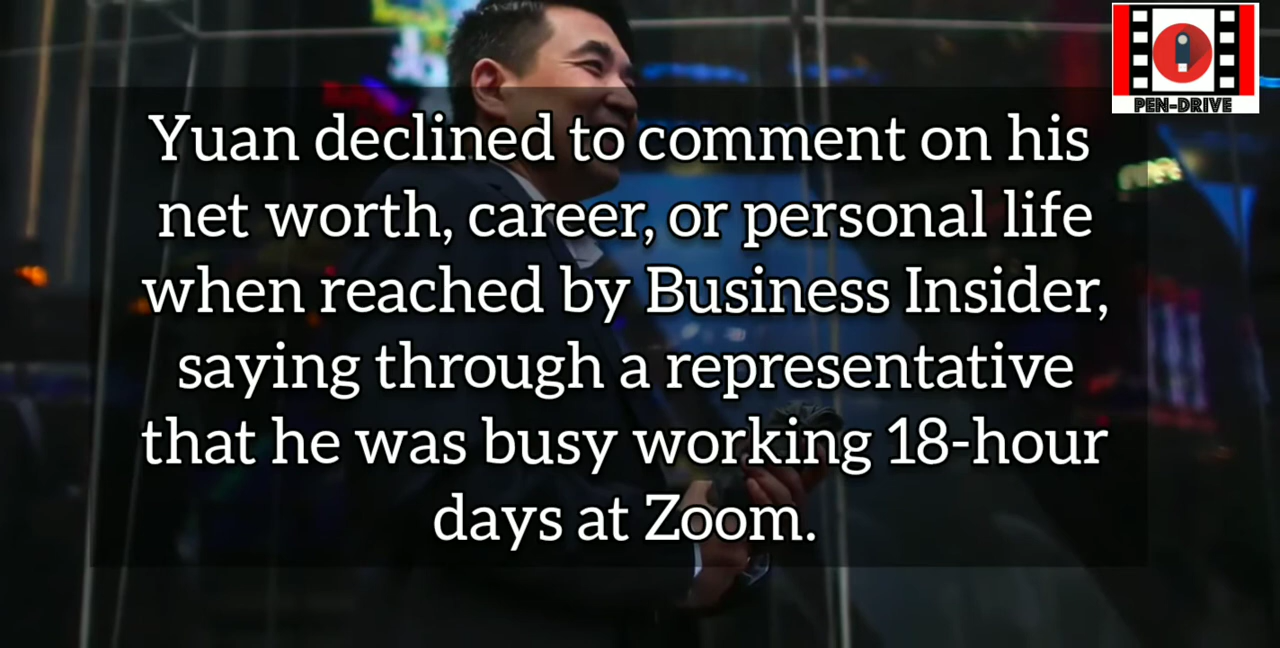 PEN-DRIVE
Yuan declined to comment on his
net worth, career, or personal life
when reached by Business Insider,
saying through a representative
that he was busy working 18-hour
days at Zoom.